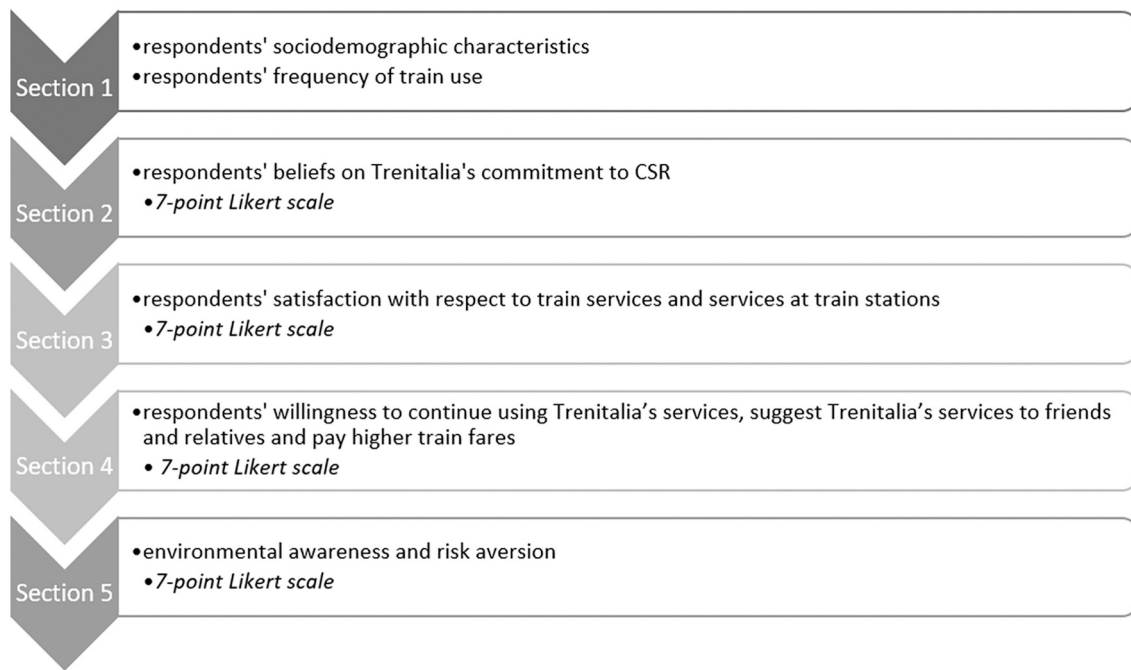 Section 1
•respondents' sociodemographic characteristics
•respondents' frequency of train use
Section 2
•respondents' beliefs on Trenitalia's commitment to CSR
•7-point Likert scale
Section 3
•respondents' satisfaction with respect to train services and services at train stations
•7-point Likert scale
Section 4
•respondents' willingness to continue using Trenitalia’s services, suggest Trenitalia’s services to friends
and relatives and pay higher train fares
• 7-point Likert scale
Section 5
•environmental awareness and risk aversion
•7-point Likert scale